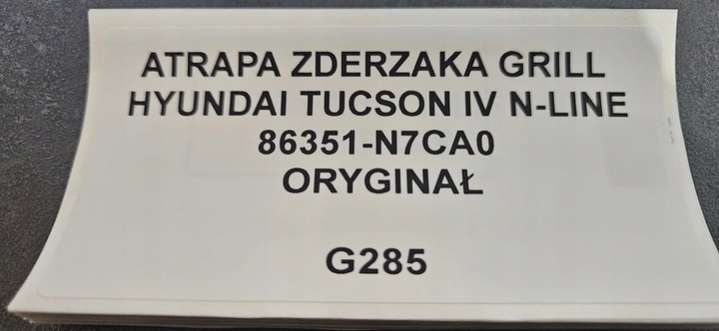 ATRAPA ZDERZAKA GRILL
HYUNDAI TUCSON IV N-LINE
86351-N7CA0
ORYGINAŁ
G285